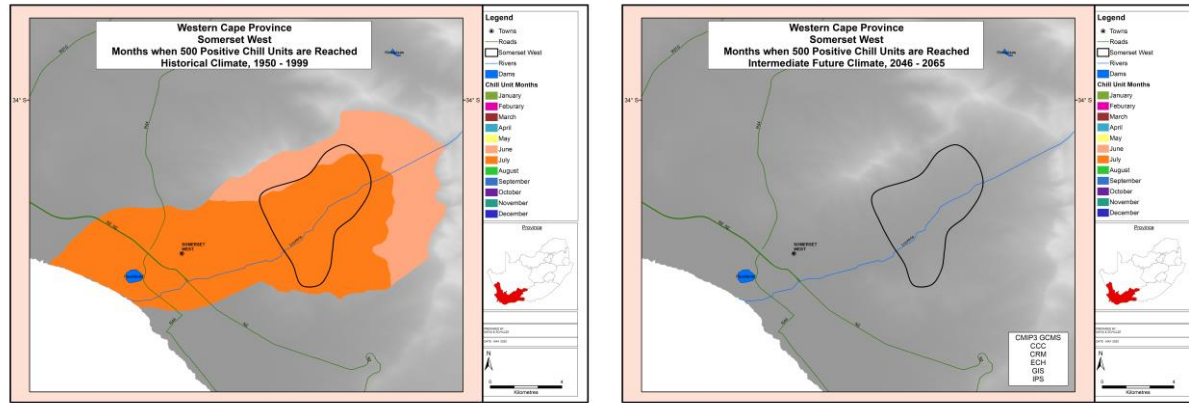 Western Cape Province
Somerset West
Months when 500 Positive Chill Units are Reached
Historical Climate, 1950 - 1999
34° S
34° S
SOMERSET
WEST
Legend
Towns
Roads
Somerset West
Rivers
Dams
Chill Unit Months
January
Feburary
March
April
May
June
July
August
September
October
November
December
Province
N
0
4
Kilometres
Western Cape Province
Somerset West
Months when 500 Positive Chill Units are Reached
Intermediate Future Climate, 2046 - 2065
34° S
34° S
SOMERSET
WEST
CMIP3 GCMS
CCC
CRM
ECH
GIS
IPS
Legend
Towns
Roads
Somerset West
Rivers
Dams
Chill Unit Months
January
Feburary
March
April
May
June
July
August
September
October
November
December
Province
N
0
4
Kilometres